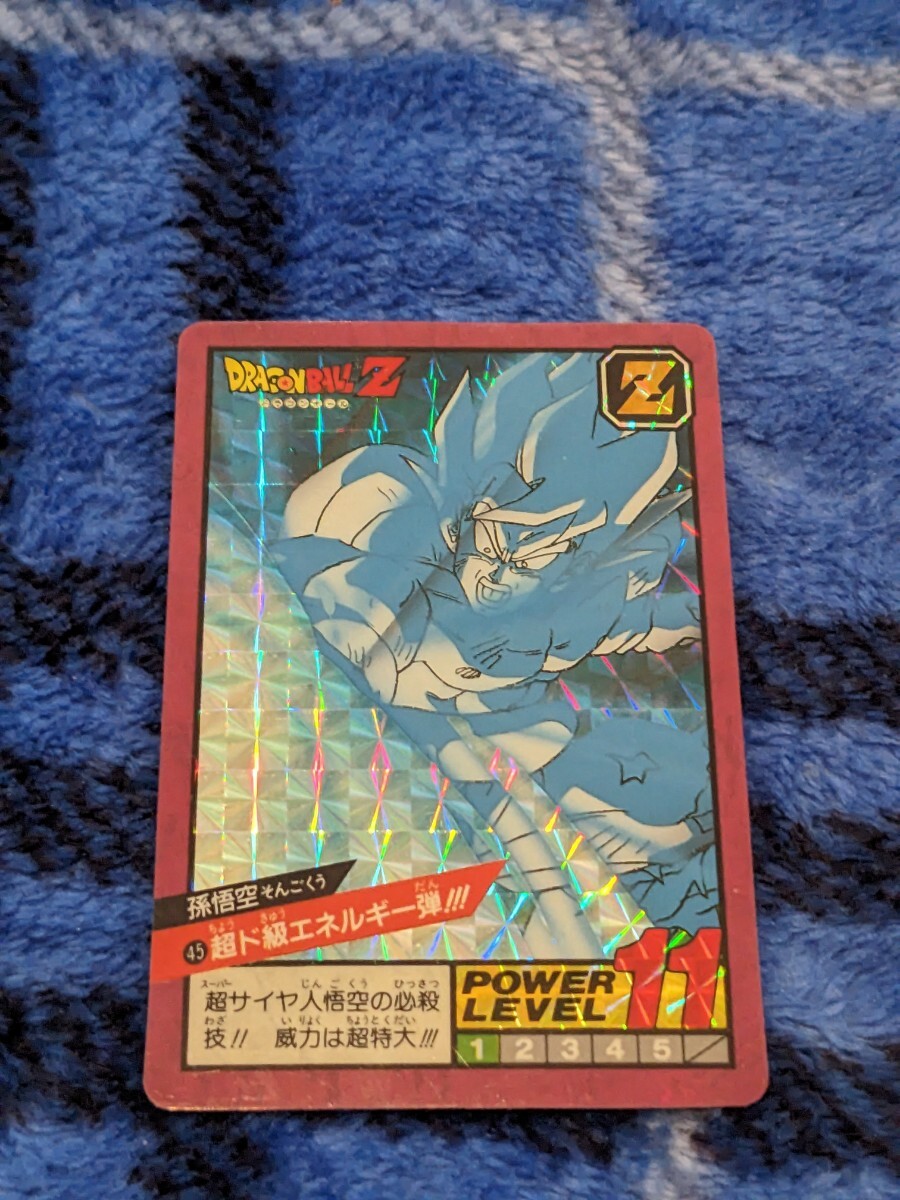 DRAGONBALL Z
ドラゴンボール
Z
孫悟空 そんごくう
45 超ド級エネルギー弾!!!
ちょう きゅう だん
スーパー じん ごくう ひっさつ
超サイヤ人悟空の必殺
わざ いりょく ちょうとくだい
技!! 威力は超特大!!!
POWER LEVEL 11
1 2 3 4 5